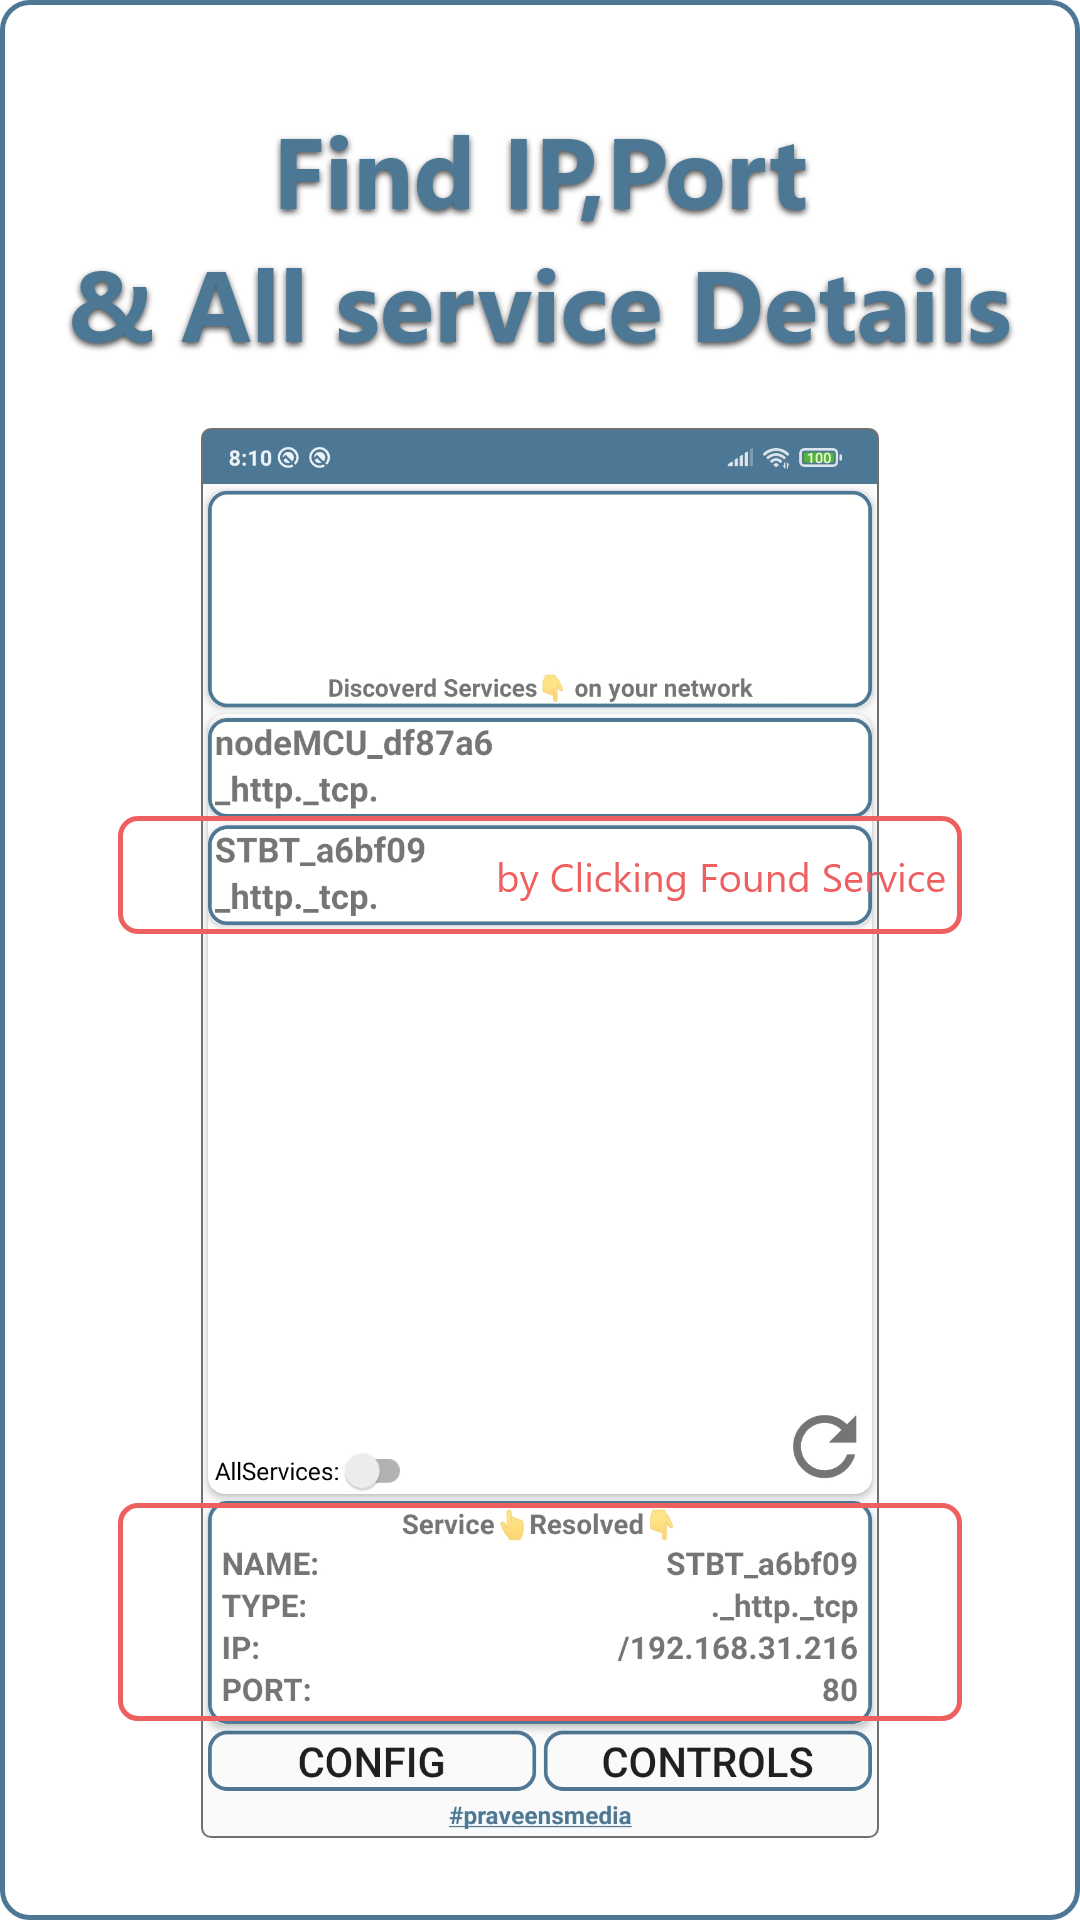 Find IP,Port
& All service Details
8:10
100
Discoverd Services👇 on your network
nodeMCU_df87a6
_http._tcp.
STBT_a6bf09
_http._tcp.
by Clicking Found Service
AllServices:
Service👆Resolved👇
NAME: STBT_a6bf09
TYPE: ._http._tcp
IP: /192.168.31.216
PORT: 80
CONFIG CONTROLS
#praveensmedia